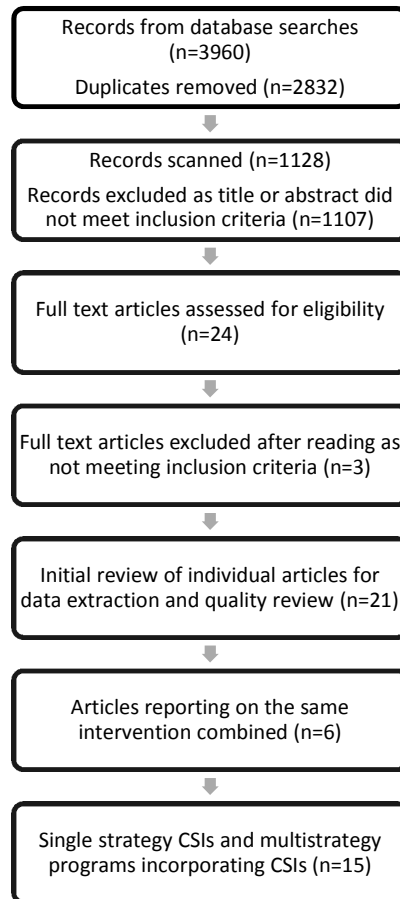 Records from database searches
(n=3960)
Duplicates removed (n=2832)
Records scanned (n=1128)
Records excluded as title or abstract did
not meet inclusion criteria (n=1107)
Full text articles assessed for eligibility
(n=24)
Full text articles excluded after reading as
not meeting inclusion criteria (n=3)
Initial review of individual articles for
data extraction and quality review (n=21)
Articles reporting on the same
intervention combined (n=6)
Single strategy CSIs and multistrategy
programs incorporating CSIs (n=15)